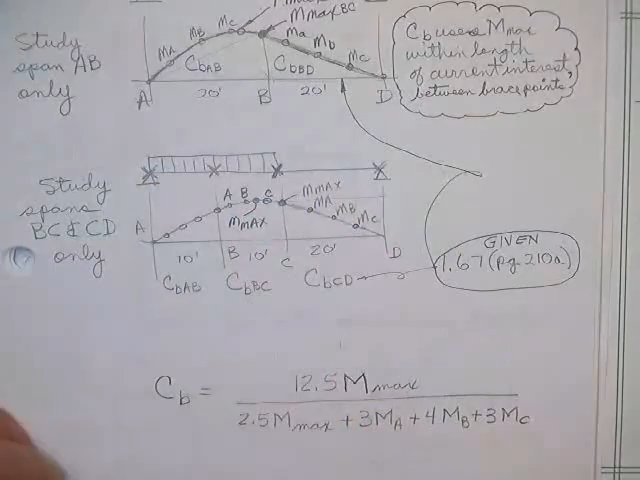 Mmax BC
Study
span AB
only
MA
MB
Mc
Ma
Mb
Mc
CbAB
CbBD
A
20'
B
20'
D
Cb uses Mmax
within length
of current interest,
between brace points
Study
spans
BC & CD
only
A
A B C
Mmax
Mmax
MA
MB
Mc
10'
B
10'
C
20'
D
CbAB
CbBC
CbCD
GIVEN
1.67 (pg. 210a)
Cb = 12.5 Mmax
2.5 Mmax + 3 MA + 4 MB + 3 Mc